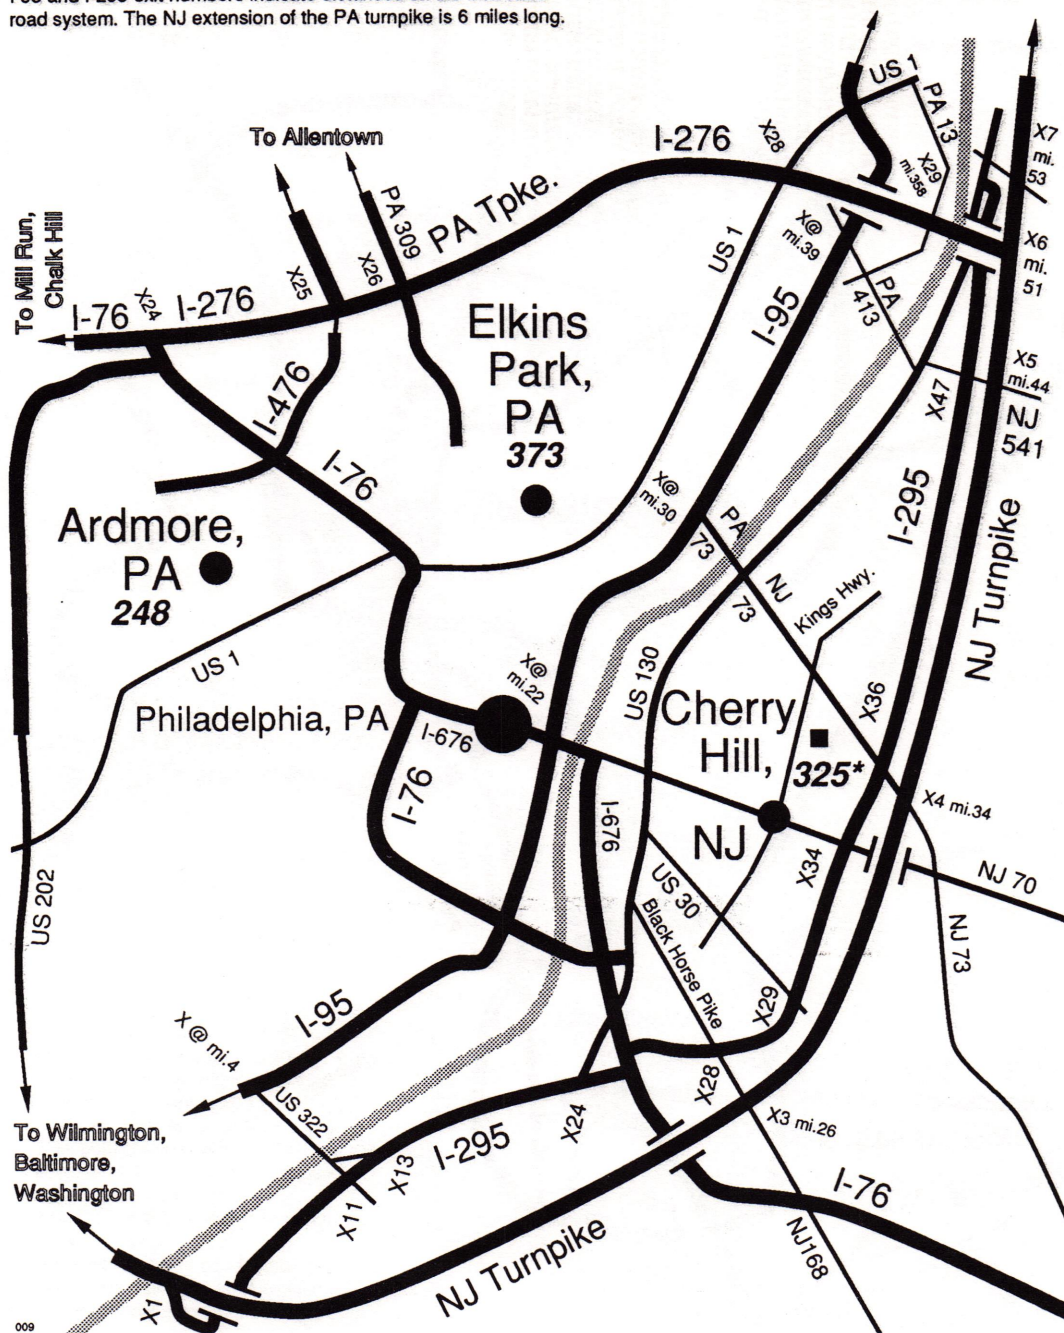 road system. The NJ extension of the PA turnpike is 6 miles long.
US 1
PA 13
X29
mi.358
X7
mi.
53
To Allentown
I-276
X28
PA 309
PA Tpke.
X25
X26
To Mill Run,
Chalk Hill
I-76
X24
I-276
US 1
X@
mi.39
X6
mi.
51
PA
413
I-95
Elkins
Park,
PA
373
I-476
I-76
X5
mi.44
X47
NJ
541
X@
mi.30
PA
73
NJ
73
I-295
NJ Turnpike
Ardmore,
PA
248
Kings Hwy.
US 1
X@
mi.22
US 130
Philadelphia, PA
I-676
Cherry
Hill,
325*
NJ
X36
I-76
I-676
X4 mi.34
X34
NJ 70
US 30
Black Horse Pike
US 202
NJ 73
I-95
X29
X @ mi.4
US 322
X28
X3 mi.26
X24
To Wilmington,
Baltimore,
Washington
I-295
X13
X11
I-76
NJ168
NJ Turnpike
X1
009